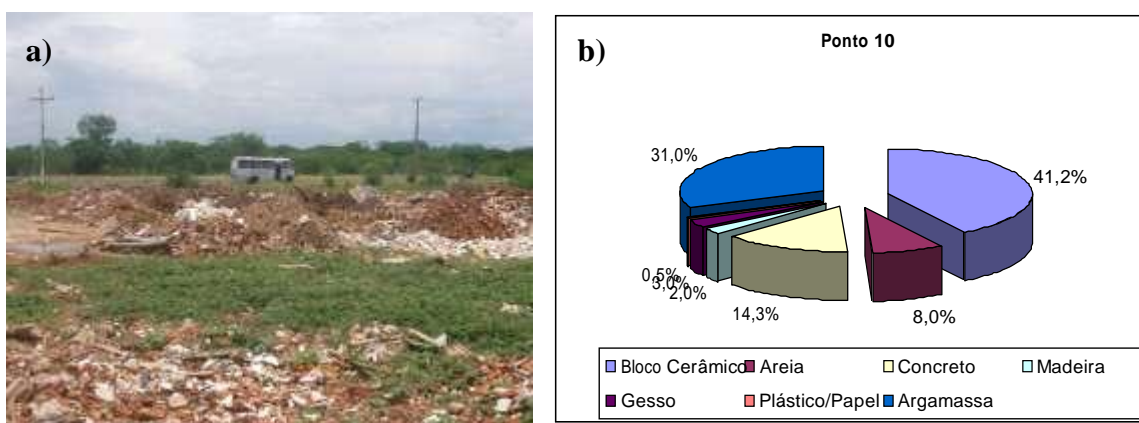 a)
b)
Ponto 10
31,0%
41,2%
0,5%
3,0%
2,0%
14,3%
8,0%
Bloco Cerâmico
Areia
Concreto
Madeira
Gesso
Plástico/Papel
Argamassa